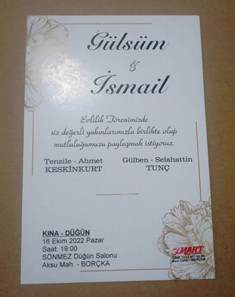 Gülsüm
&
İsmail
Evlilik Törenimizde
siz değerli yakınlarımızla birlikte olup
mutluluğumuzu paylaşmak istiyoruz.
Tenzile - Ahmet
KESKİNKURT
Gülben - Selahattin
TUNÇ
KINA - DÜĞÜN
16 Ekim 2022 Pazar
Saat: 19:00
SÖNMEZ Düğün Salonu
Aksu Mah. - BORÇKA